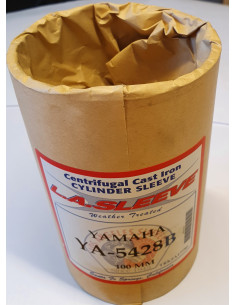 Centrifugal Cast Iron
CYLINDER SLEEVE
L.A. SLEEVE
Weather Treated
YAMAHA
YA-5428B
100 MM